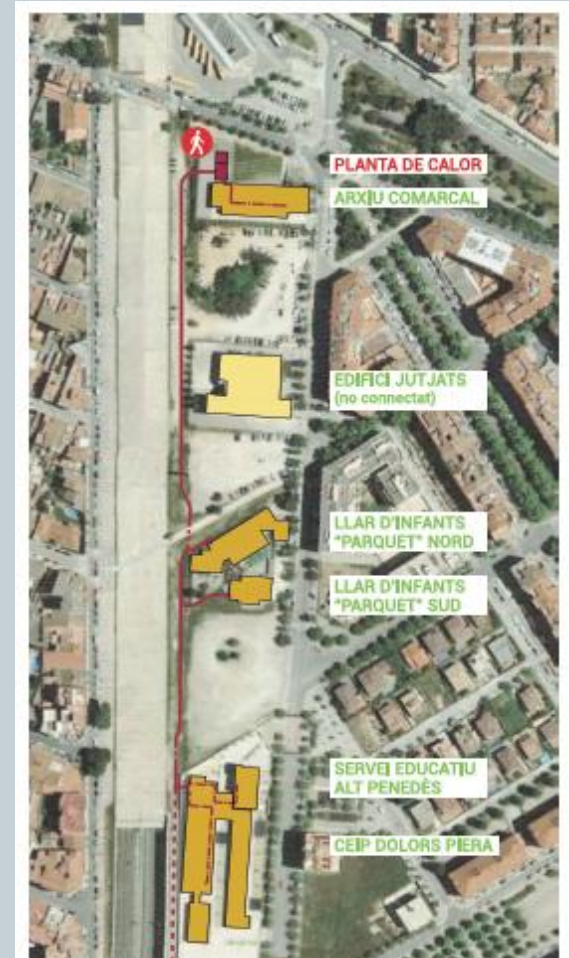 PLANTA DE CALOR
ARXIU COMARCAL
EDIFICI JUTJATS
(no connectat)
LLAR D'INFANTS
"PARQUET" NORD
LLAR D'INFANTS
"PARQUET" SUD
SERVEI EDUCATIU
ALT PENEDÈS
CEIP DOLORS PIERA